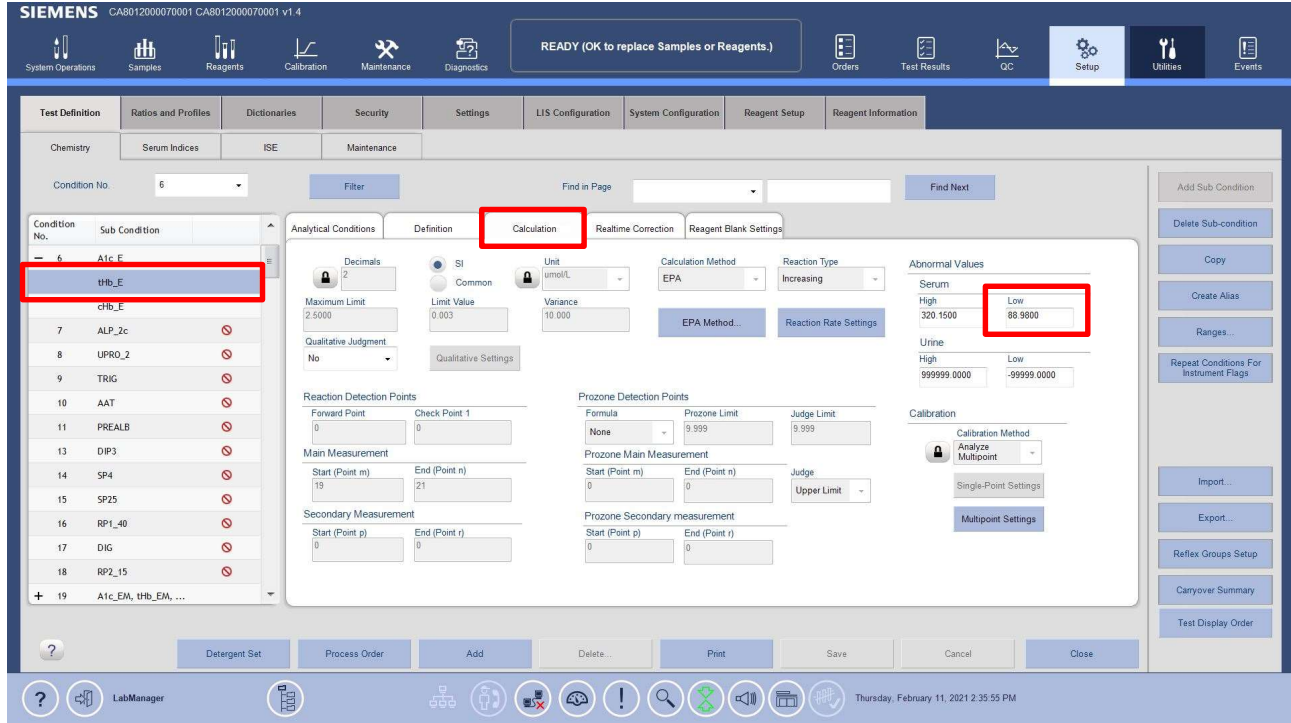 SIEMENS CA8012000070001 CA8012000070001 v1.4
System Operations
Samples
Reagents
Calibration
Maintenance
Diagnostics
READY (OK to replace Samples or Reagents.)
Orders
Test Results
QC
Setup
Utilities
Events
Test Definition
Ratios and Profiles
Dictionaries
Security
Settings
LIS Configuration
System Configuration
Reagent Setup
Reagent Information
Chemistry
Serum Indices
ISE
Maintenance
Condition No.
6
Filter
Find in Page
Find Next
Condition No.
Sub Condition
6 A1c_E
tHb_E
cHb_E
7 ALP_2c
8 UPRO_2
9 TRIG
10 AAT
11 PREALB
13 DIP3
14 SP4
15 SP25
16 RP1_40
17 DIG
18 RP2_15
+ 19 A1c_EM, tHb_EM, ...
Analytical Conditions
Definition
Calculation
Realtime Correction
Reagent Blank Settings
Decimals
2
SI
Common
Unit
umol/L
Calculation Method
EPA
Reaction Type
Increasing
Maximum Limit
2.5000
Limit Value
0.003
Variance
10.000
EPA Method...
Reaction Rate Settings
Qualitative Judgment
No
Qualitative Settings
Abnormal Values
Serum
High
320.1500
Low
88.9800
Urine
High
999999.0000
Low
-99999.0000
Reaction Detection Points
Forward Point
0
Check Point 1
0
Main Measurement
Start (Point m)
19
End (Point n)
21
Secondary Measurement
Start (Point p)
0
End (Point r)
0
Prozone Detection Points
Formula
None
Prozone Limit
9.999
Judge Limit
9.999
Prozone Main Measurement
Start (Point m)
0
End (Point n)
0
Judge
Upper Limit
Prozone Secondary measurement
Start (Point p)
0
End (Point r)
0
Calibration
Calibration Method
Analyze Multipoint
Single-Point Settings
Multipoint Settings
Add Sub Condition
Delete Sub-condition
Copy
Create Alias
Ranges...
Repeat Conditions For
Instrument Flags
Import...
Export...
Reflex Groups Setup
Carryover Summary
Test Display Order
?
Detergent Set
Process Order
Add
Delete...
Print
Save
Cancel
Close
?
LabManager
!
Thursday, February 11, 2021 2:35:55 PM